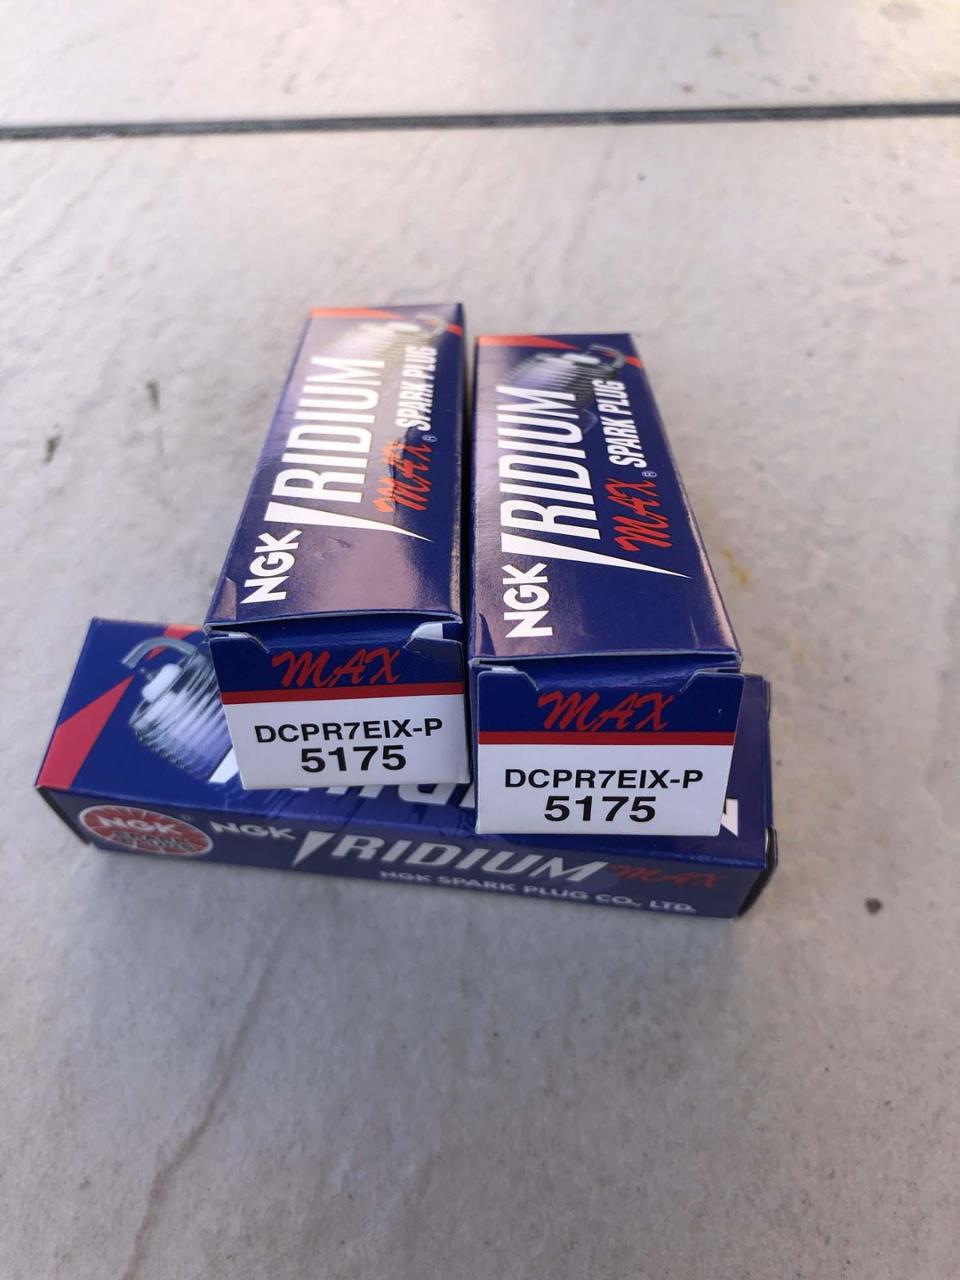 NGK IRIDIUM
MAX® SPARK PLUG
MAX
DCPR7EIX-P
5175
NGK IRIDIUM
MAX® SPARK PLUG
MAX
DCPR7EIX-P
5175
NGK
®
NGK IRIDIUM MAX
NGK SPARK PLUG CO., LTD.